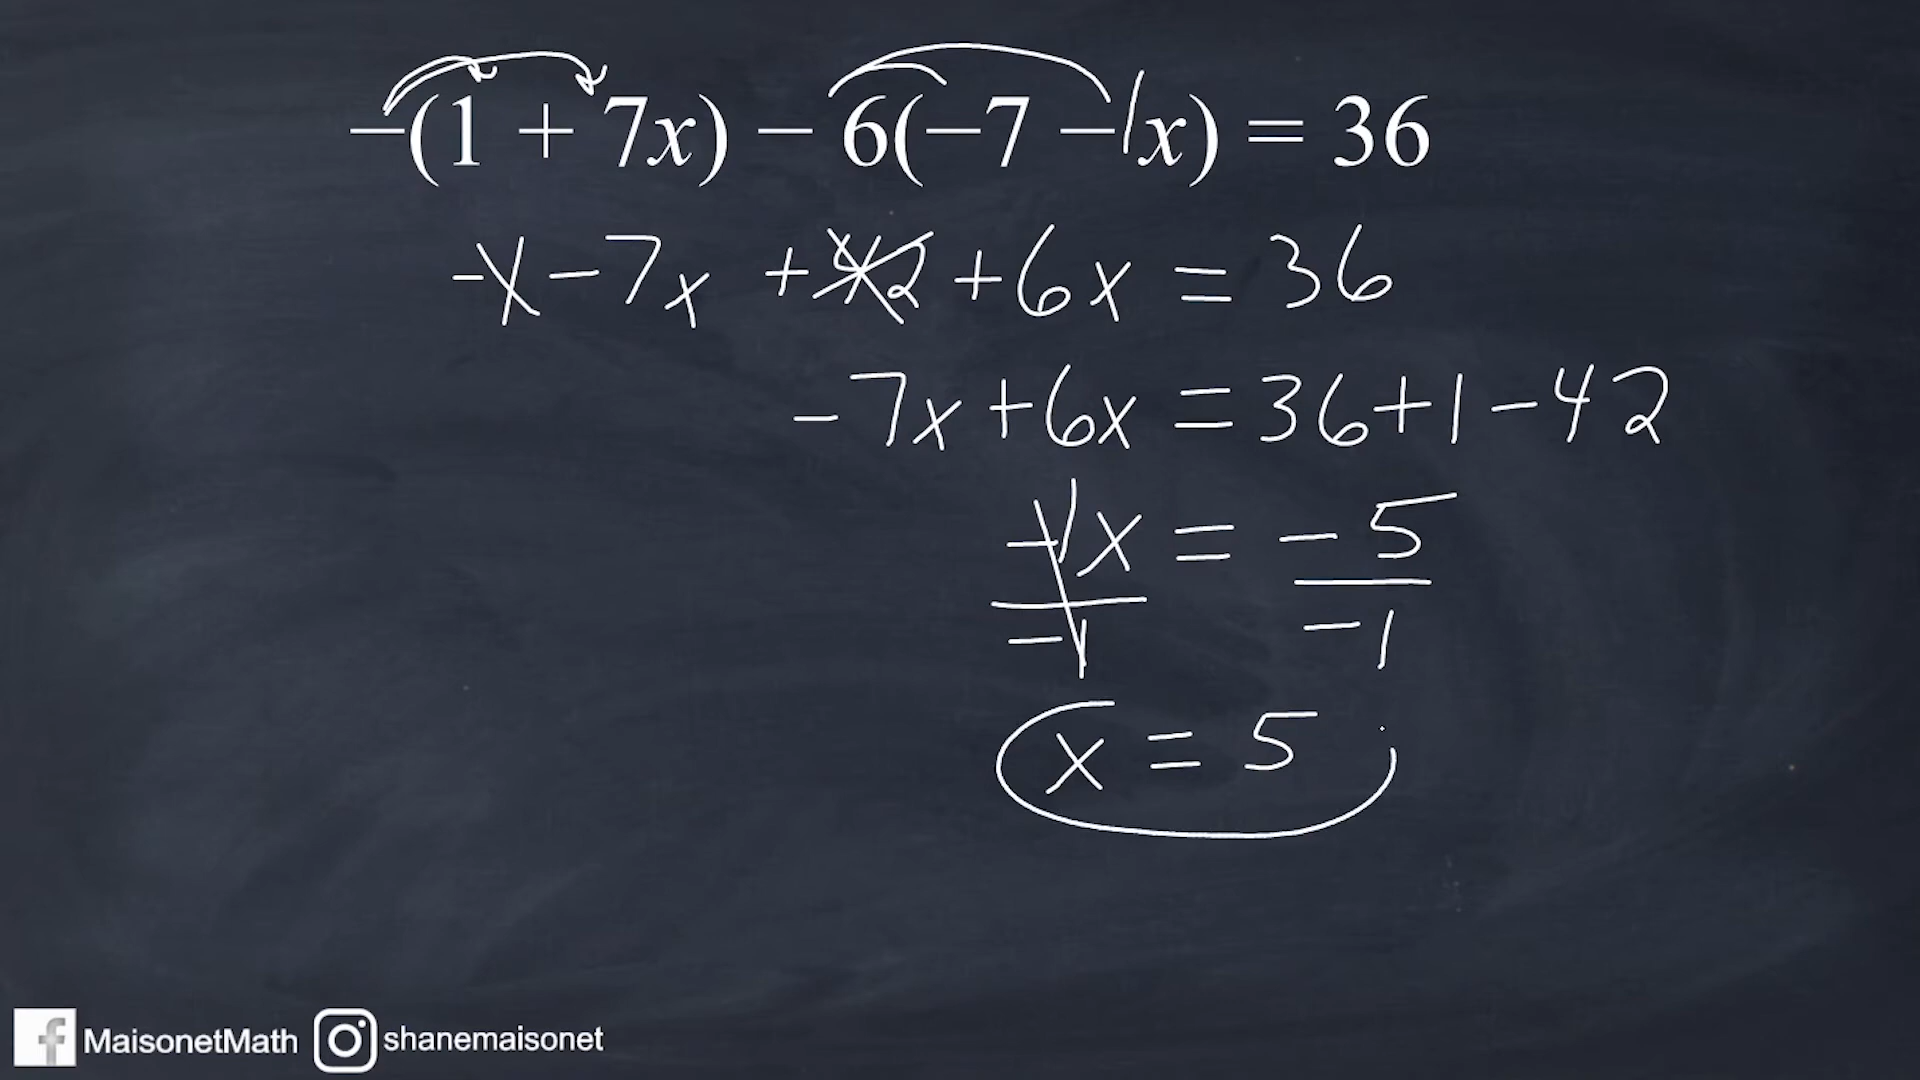 −(1 + 7x) − 6(−7 −1x) = 36
-1 − 7x + 42 + 6x = 36
- 7x + 6x = 36 + 1 − 42
-1x = - 5
-1 -1
x = 5
MaisonetMath shanemaisonet